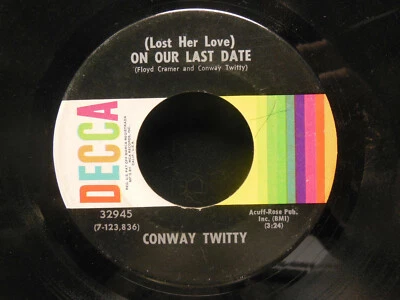 (Lost Her Love)
ON OUR LAST DATE
(Floyd Cramer and Conway Twitty)
DECCA
32945
(7-123,836)
Acuff-Rose Pub.
Inc. (BMI)
(3:24)
CONWAY TWITTY